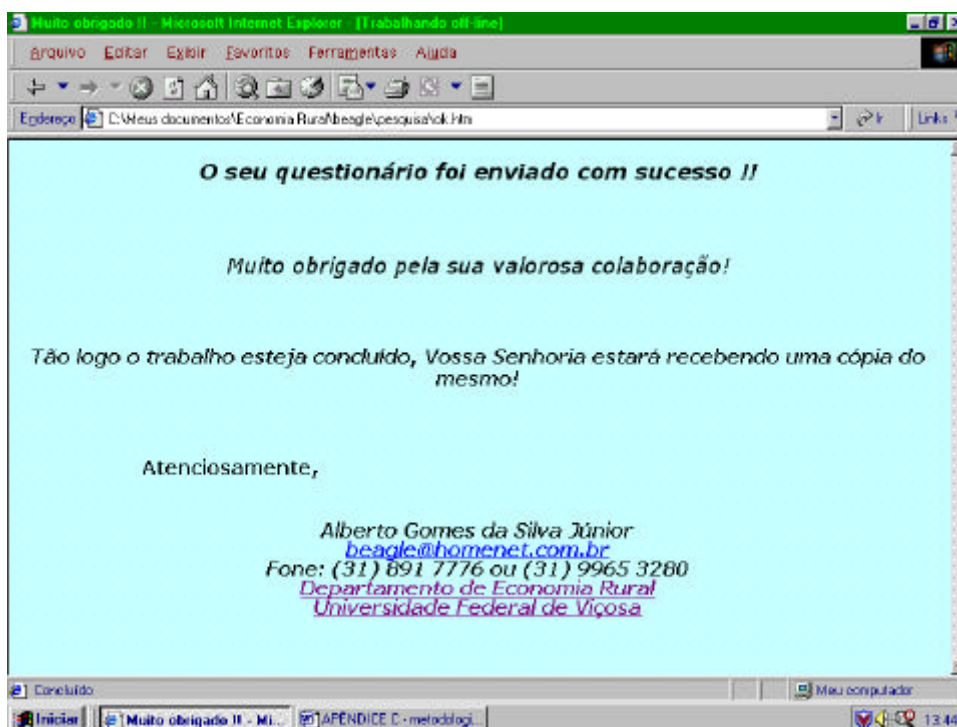 Muito obrigado !! - Microsoft Internet Explorer - [Trabalhando off-line]
Arquivo Editar Exibir Favoritos Ferramentas Ajuda
Endereço C:\Meus documentos\Economia Rural\beagle\pesquisa\ok.htm Ir Links
O seu questionário foi enviado com sucesso !!
Muito obrigado pela sua valorosa colaboração!
Tão logo o trabalho esteja concluído, Vossa Senhoria estará recebendo uma cópia do
mesmo!
Atenciosamente,
Alberto Gomes da Silva Júnior
beagle@homenet.com.br
Fone: (31) 891 7776 ou (31) 9965 3280
Departamento de Economia Rural
Universidade Federal de Viçosa
Concluído Meu computador
Iniciar Muito obrigado !! - Mi... APÊNDICE C - metodologi... 13:44